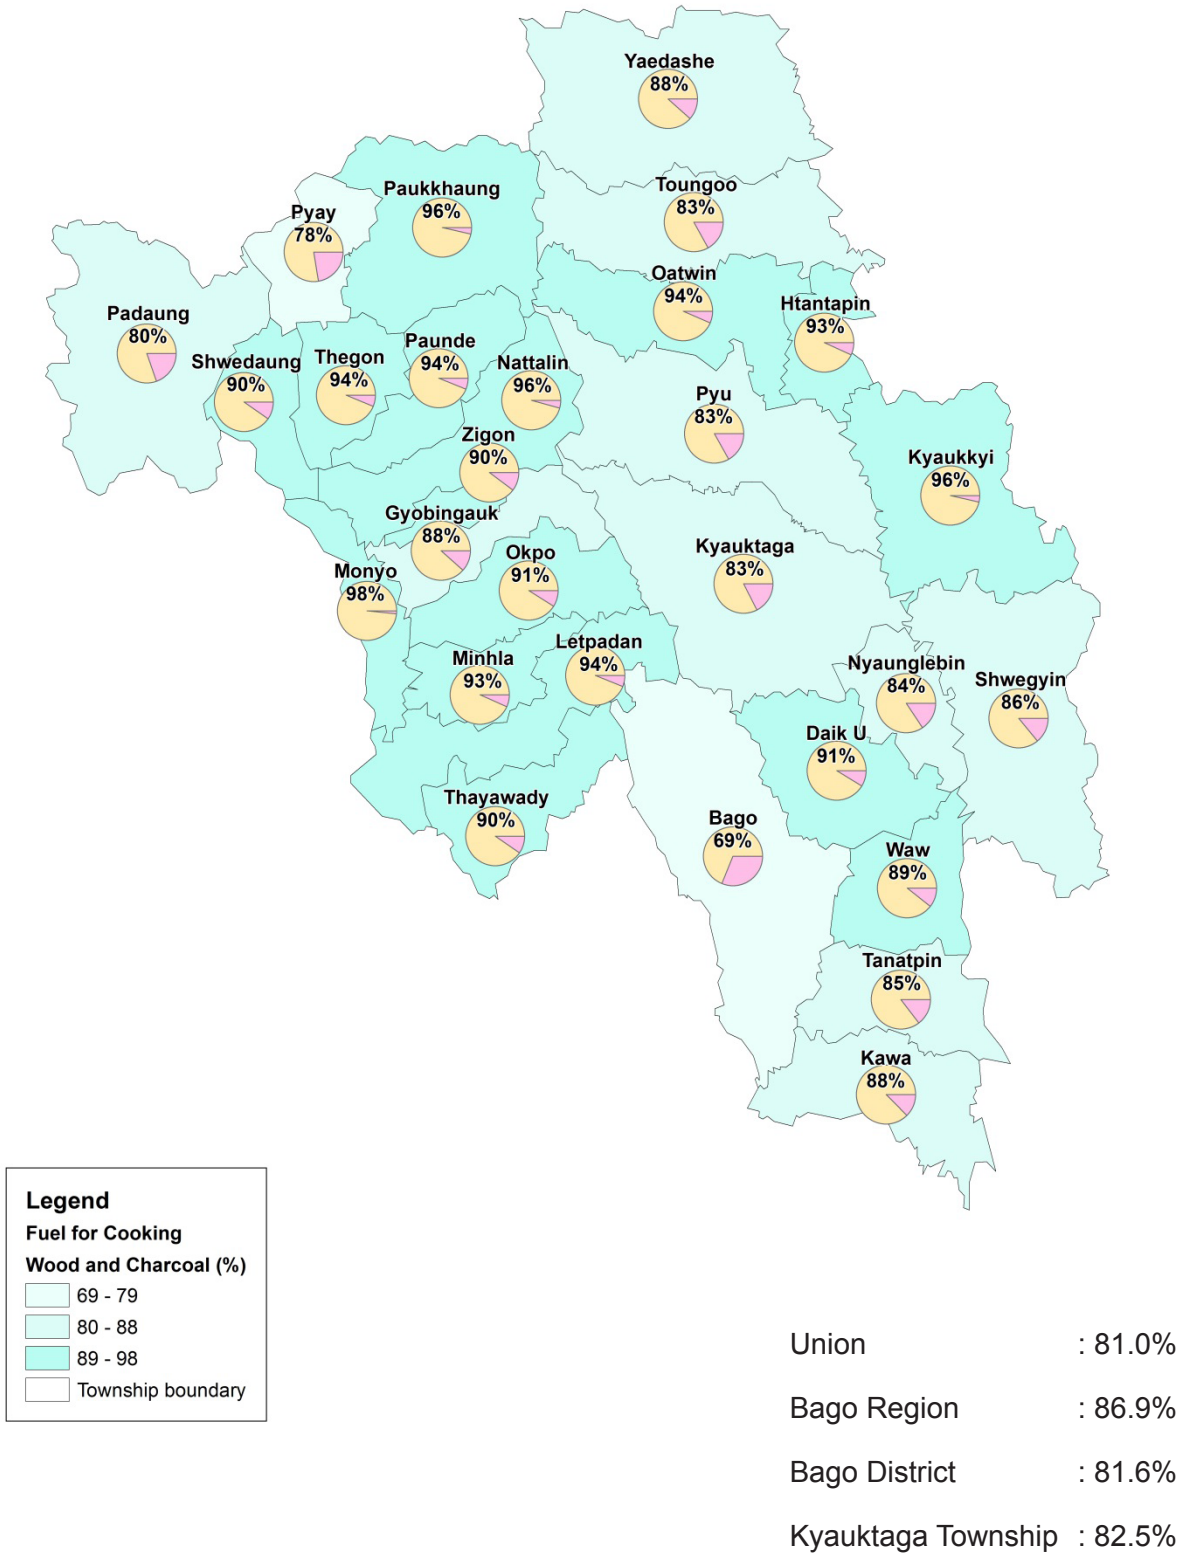 Yaedashe
88%
Toungoo
83%
Paukkhaung
96%
Pyay
78%
Oatwin
94%
Htantapin
93%
Padaung
80%
Shwedaung
90%
Thegon
94%
Paunde
94%
Nattalin
96%
Pyu
83%
Zigon
90%
Kyaukkyi
96%
Gyobingauk
88%
Okpo
91%
Kyauktaga
83%
Monyo
98%
Minhla
93%
Letpadan
94%
Nyaunglebin
84%
Shwegyin
86%
Daik U
91%
Thayawady
90%
Bago
69%
Waw
89%
Tanatpin
85%
Kawa
88%
Legend
Fuel for Cooking
Wood and Charcoal (%)
69 - 79
80 - 88
89 - 98
Township boundary
Union : 81.0%
Bago Region : 86.9%
Bago District : 81.6%
Kyauktaga Township : 82.5%